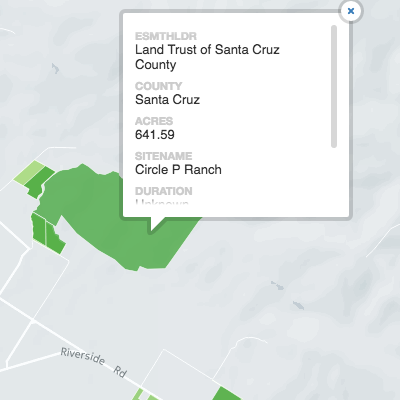 ESMTHLDR
Land Trust of Santa Cruz
County
COUNTY
Santa Cruz
ACRES
641.59
SITENAME
Circle P Ranch
DURATION
Riverside Rd